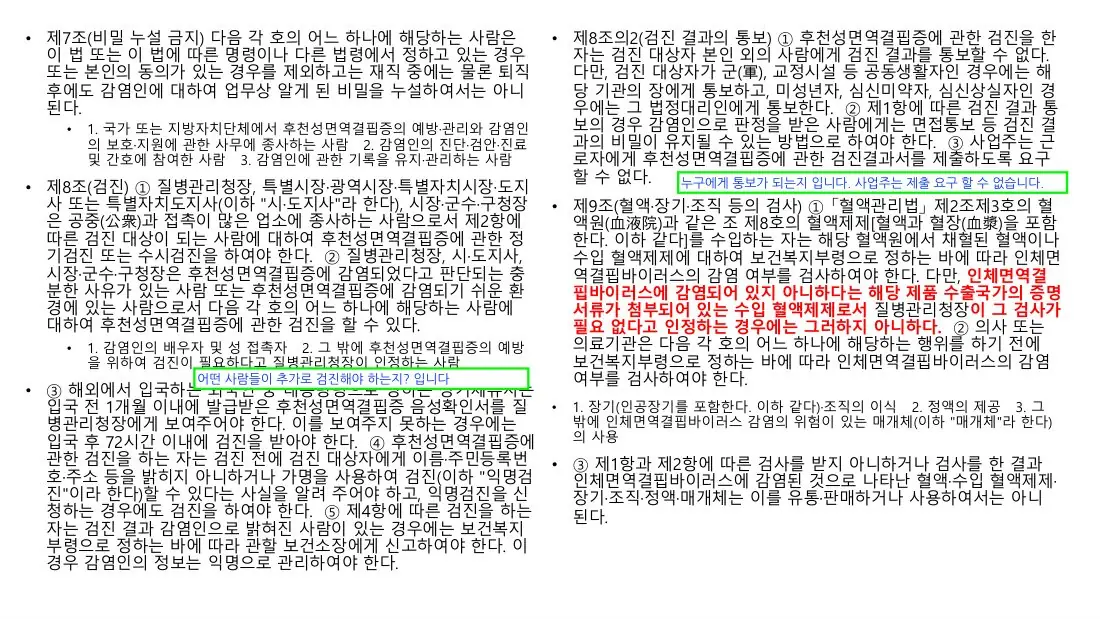 • 제7조(비밀 누설 금지) 다음 각 호의 어느 하나에 해당하는 사람은
이 법 또는 이 법에 따른 명령이나 다른 법령에서 정하고 있는 경우
또는 본인의 동의가 있는 경우를 제외하고는 재직 중에는 물론 퇴직
후에도 감염인에 대하여 업무상 알게 된 비밀을 누설하여서는 아니
된다.
• 1. 국가 또는 지방자치단체에서 후천성면역결핍증의 예방·관리와 감염인
의 보호·지원에 관한 사무에 종사하는 사람 2. 감염인의 진단·검안·진료
및 간호에 참여한 사람 3. 감염인에 관한 기록을 유지·관리하는 사람
• 제8조(검진) ① 질병관리청장, 특별시장·광역시장·특별자치시장·도지
사 또는 특별자치도지사(이하 "시·도지사"라 한다), 시장·군수·구청장
은 공중(公衆)과 접촉이 많은 업소에 종사하는 사람으로서 제2항에
따른 검진 대상이 되는 사람에 대하여 후천성면역결핍증에 관한 정
기검진 또는 수시검진을 하여야 한다. ② 질병관리청장, 시·도지사,
시장·군수·구청장은 후천성면역결핍증에 감염되었다고 판단되는 충
분한 사유가 있는 사람 또는 후천성면역결핍증에 감염되기 쉬운 환
경에 있는 사람으로서 다음 각 호의 어느 하나에 해당하는 사람에
대하여 후천성면역결핍증에 관한 검진을 할 수 있다.
• 1. 감염인의 배우자 및 성 접촉자 2. 그 밖에 후천성면역결핍증의 예방
을 위하여 검진이 필요하다고 질병관리청장이 인정하는 사람
어떤 사람들이 추가로 검진해야 하는지? 입니다
• ③ 해외에서 입국하는 외국인 중 대통령령으로 정하는 장기체류자는
입국 전 1개월 이내에 발급받은 후천성면역결핍증 음성확인서를 질
병관리청장에게 보여주어야 한다. 이를 보여주지 못하는 경우에는
입국 후 72시간 이내에 검진을 받아야 한다. ④ 후천성면역결핍증에
관한 검진을 하는 자는 검진 전에 검진 대상자에게 이름·주민등록번
호·주소 등을 밝히지 아니하거나 가명을 사용하여 검진(이하 "익명검
진"이라 한다)할 수 있다는 사실을 알려 주어야 하고, 익명검진을 신
청하는 경우에도 검진을 하여야 한다. ⑤ 제4항에 따른 검진을 하는
자는 검진 결과 감염인으로 밝혀진 사람이 있는 경우에는 보건복지
부령으로 정하는 바에 따라 관할 보건소장에게 신고하여야 한다. 이
경우 감염인의 정보는 익명으로 관리하여야 한다.
• 제8조의2(검진 결과의 통보) ① 후천성면역결핍증에 관한 검진을 한
자는 검진 대상자 본인 외의 사람에게 검진 결과를 통보할 수 없다.
다만, 검진 대상자가 군(軍), 교정시설 등 공동생활자인 경우에는 해
당 기관의 장에게 통보하고, 미성년자, 심신미약자, 심신상실자인 경
우에는 그 법정대리인에게 통보한다. ② 제1항에 따른 검진 결과 통
보의 경우 감염인으로 판정을 받은 사람에게는 면접통보 등 검진 결
과의 비밀이 유지될 수 있는 방법으로 하여야 한다. ③ 사업주는 근
로자에게 후천성면역결핍증에 관한 검진결과서를 제출하도록 요구
할 수 없다.
누구에게 통보가 되는지 입니다. 사업주는 제출 요구 할 수 없습니다.
• 제9조(혈액·장기·조직 등의 검사) ①「혈액관리법」제2조제3호의 혈
액원(血液院)과 같은 조 제8호의 혈액제제[혈액과 혈장(血漿)을 포함
한다. 이하 같다]를 수입하는 자는 해당 혈액원에서 채혈된 혈액이나
수입 혈액제제에 대하여 보건복지부령으로 정하는 바에 따라 인체면
역결핍바이러스의 감염 여부를 검사하여야 한다. 다만, 인체면역결
핍바이러스에 감염되어 있지 아니하다는 해당 제품 수출국가의 증명
서류가 첨부되어 있는 수입 혈액제제로서 질병관리청장이 그 검사가
필요 없다고 인정하는 경우에는 그러하지 아니하다. ② 의사 또는
의료기관은 다음 각 호의 어느 하나에 해당하는 행위를 하기 전에
보건복지부령으로 정하는 바에 따라 인체면역결핍바이러스의 감염
여부를 검사하여야 한다.
• 1. 장기(인공장기를 포함한다. 이하 같다)·조직의 이식 2. 정액의 제공 3. 그
밖에 인체면역결핍바이러스 감염의 위험이 있는 매개체(이하 "매개체"라 한다)
의 사용
• ③ 제1항과 제2항에 따른 검사를 받지 아니하거나 검사를 한 결과
인체면역결핍바이러스에 감염된 것으로 나타난 혈액·수입 혈액제제·
장기·조직·정액·매개체는 이를 유통·판매하거나 사용하여서는 아니
된다.